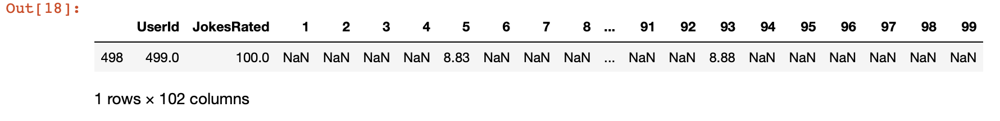 Out[18]:
UserId JokesRated 1 2 3 4 5 6 7 8 ... 91 92 93 94 95 96 97 98 99
498 499.0 100.0 NaN NaN NaN NaN 8.83 NaN NaN NaN ... NaN NaN 8.88 NaN NaN NaN NaN NaN NaN
1 rows × 102 columns